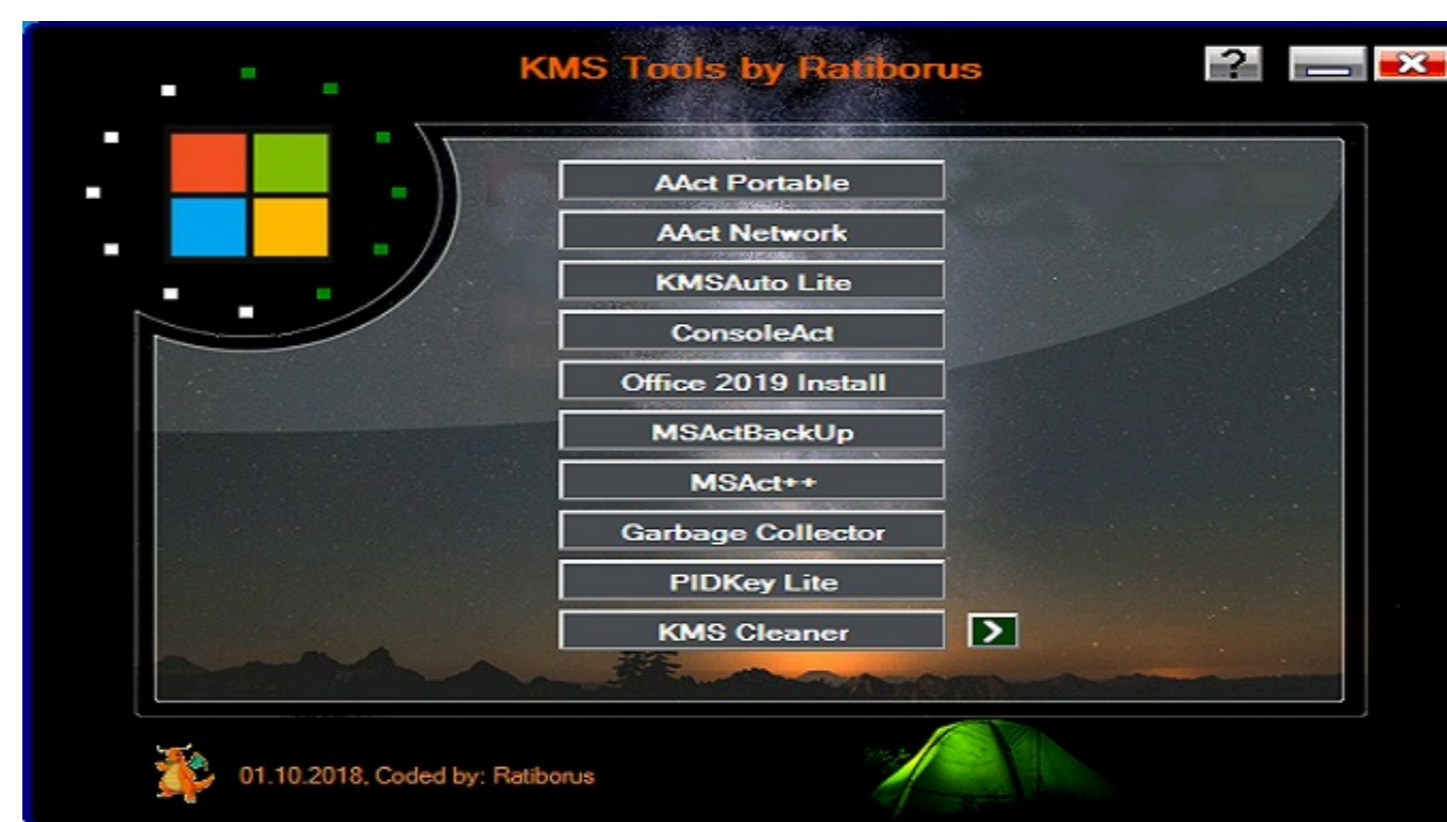 KMS Tools by Ratiborus
?
AAct Portable
AAct Network
KMSAuto Lite
ConsoleAct
Office 2019 Install
MSActBackUp
MSAct++
Garbage Collector
PIDKey Lite
KMS Cleaner
01.10.2018, Coded by: Ratiborus